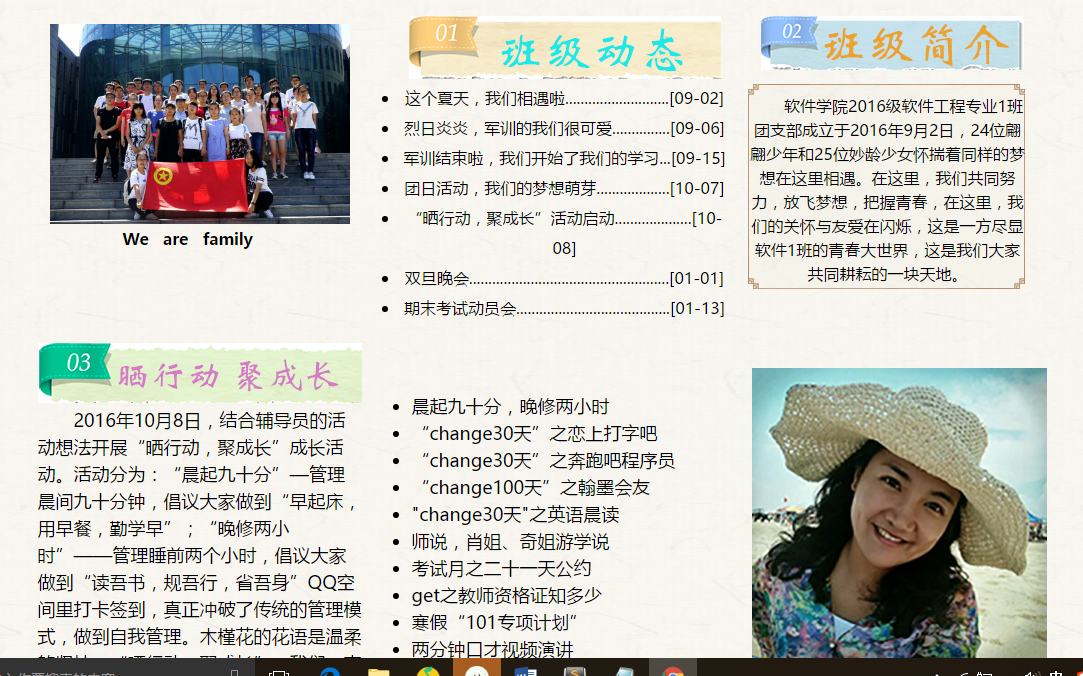 We are family
01 班级动态
这个夏天，我们相遇啦...........................[09-02]
烈日炎炎，军训的我们很可爱...............[09-06]
军训结束啦，我们开始了我们的学习...[09-15]
团日活动，我们的梦想萌芽...................[10-07]
“晒行动，聚成长”活动启动....................[10-
08]
双旦晚会....................................................[01-01]
期末考试动员会........................................[01-13]
02 班级简介
软件学院2016级软件工程专业1班
团支部成立于2016年9月2日，24位翩
翩少年和25位妙龄少女怀揣着同样的梦
想在这里相遇。在这里，我们共同努
力，放飞梦想，把握青春，在这里，我
们的关怀与友爱在闪烁，这是一方尽显
软件1班的青春大世界，这是我们大家
共同耕耘的一块天地。
03 晒行动 聚成长
2016年10月8日，结合辅导员的活
动想法开展“晒行动，聚成长”成长活
动。活动分为：“晨起九十分”—管理
晨间九十分钟，倡议大家做到“早起床，
用早餐，勤学早”；“晚修两小
时”——管理睡前两个小时，倡议大家
做到“读吾书，规吾行，省吾身”QQ空
间里打卡签到，真正冲破了传统的管理模
式，做到自我管理。木槿花的花语是温柔
晨起九十分，晚修两小时
“change30天”之恋上打字吧
“change30天”之奔跑吧程序员
“change100天”之翰墨会友
"change30天"之英语晨读
师说，肖姐、奇姐游学说
考试月之二十一天公约
get之教师资格证知多少
寒假“101专项计划”
两分钟口才视频演讲